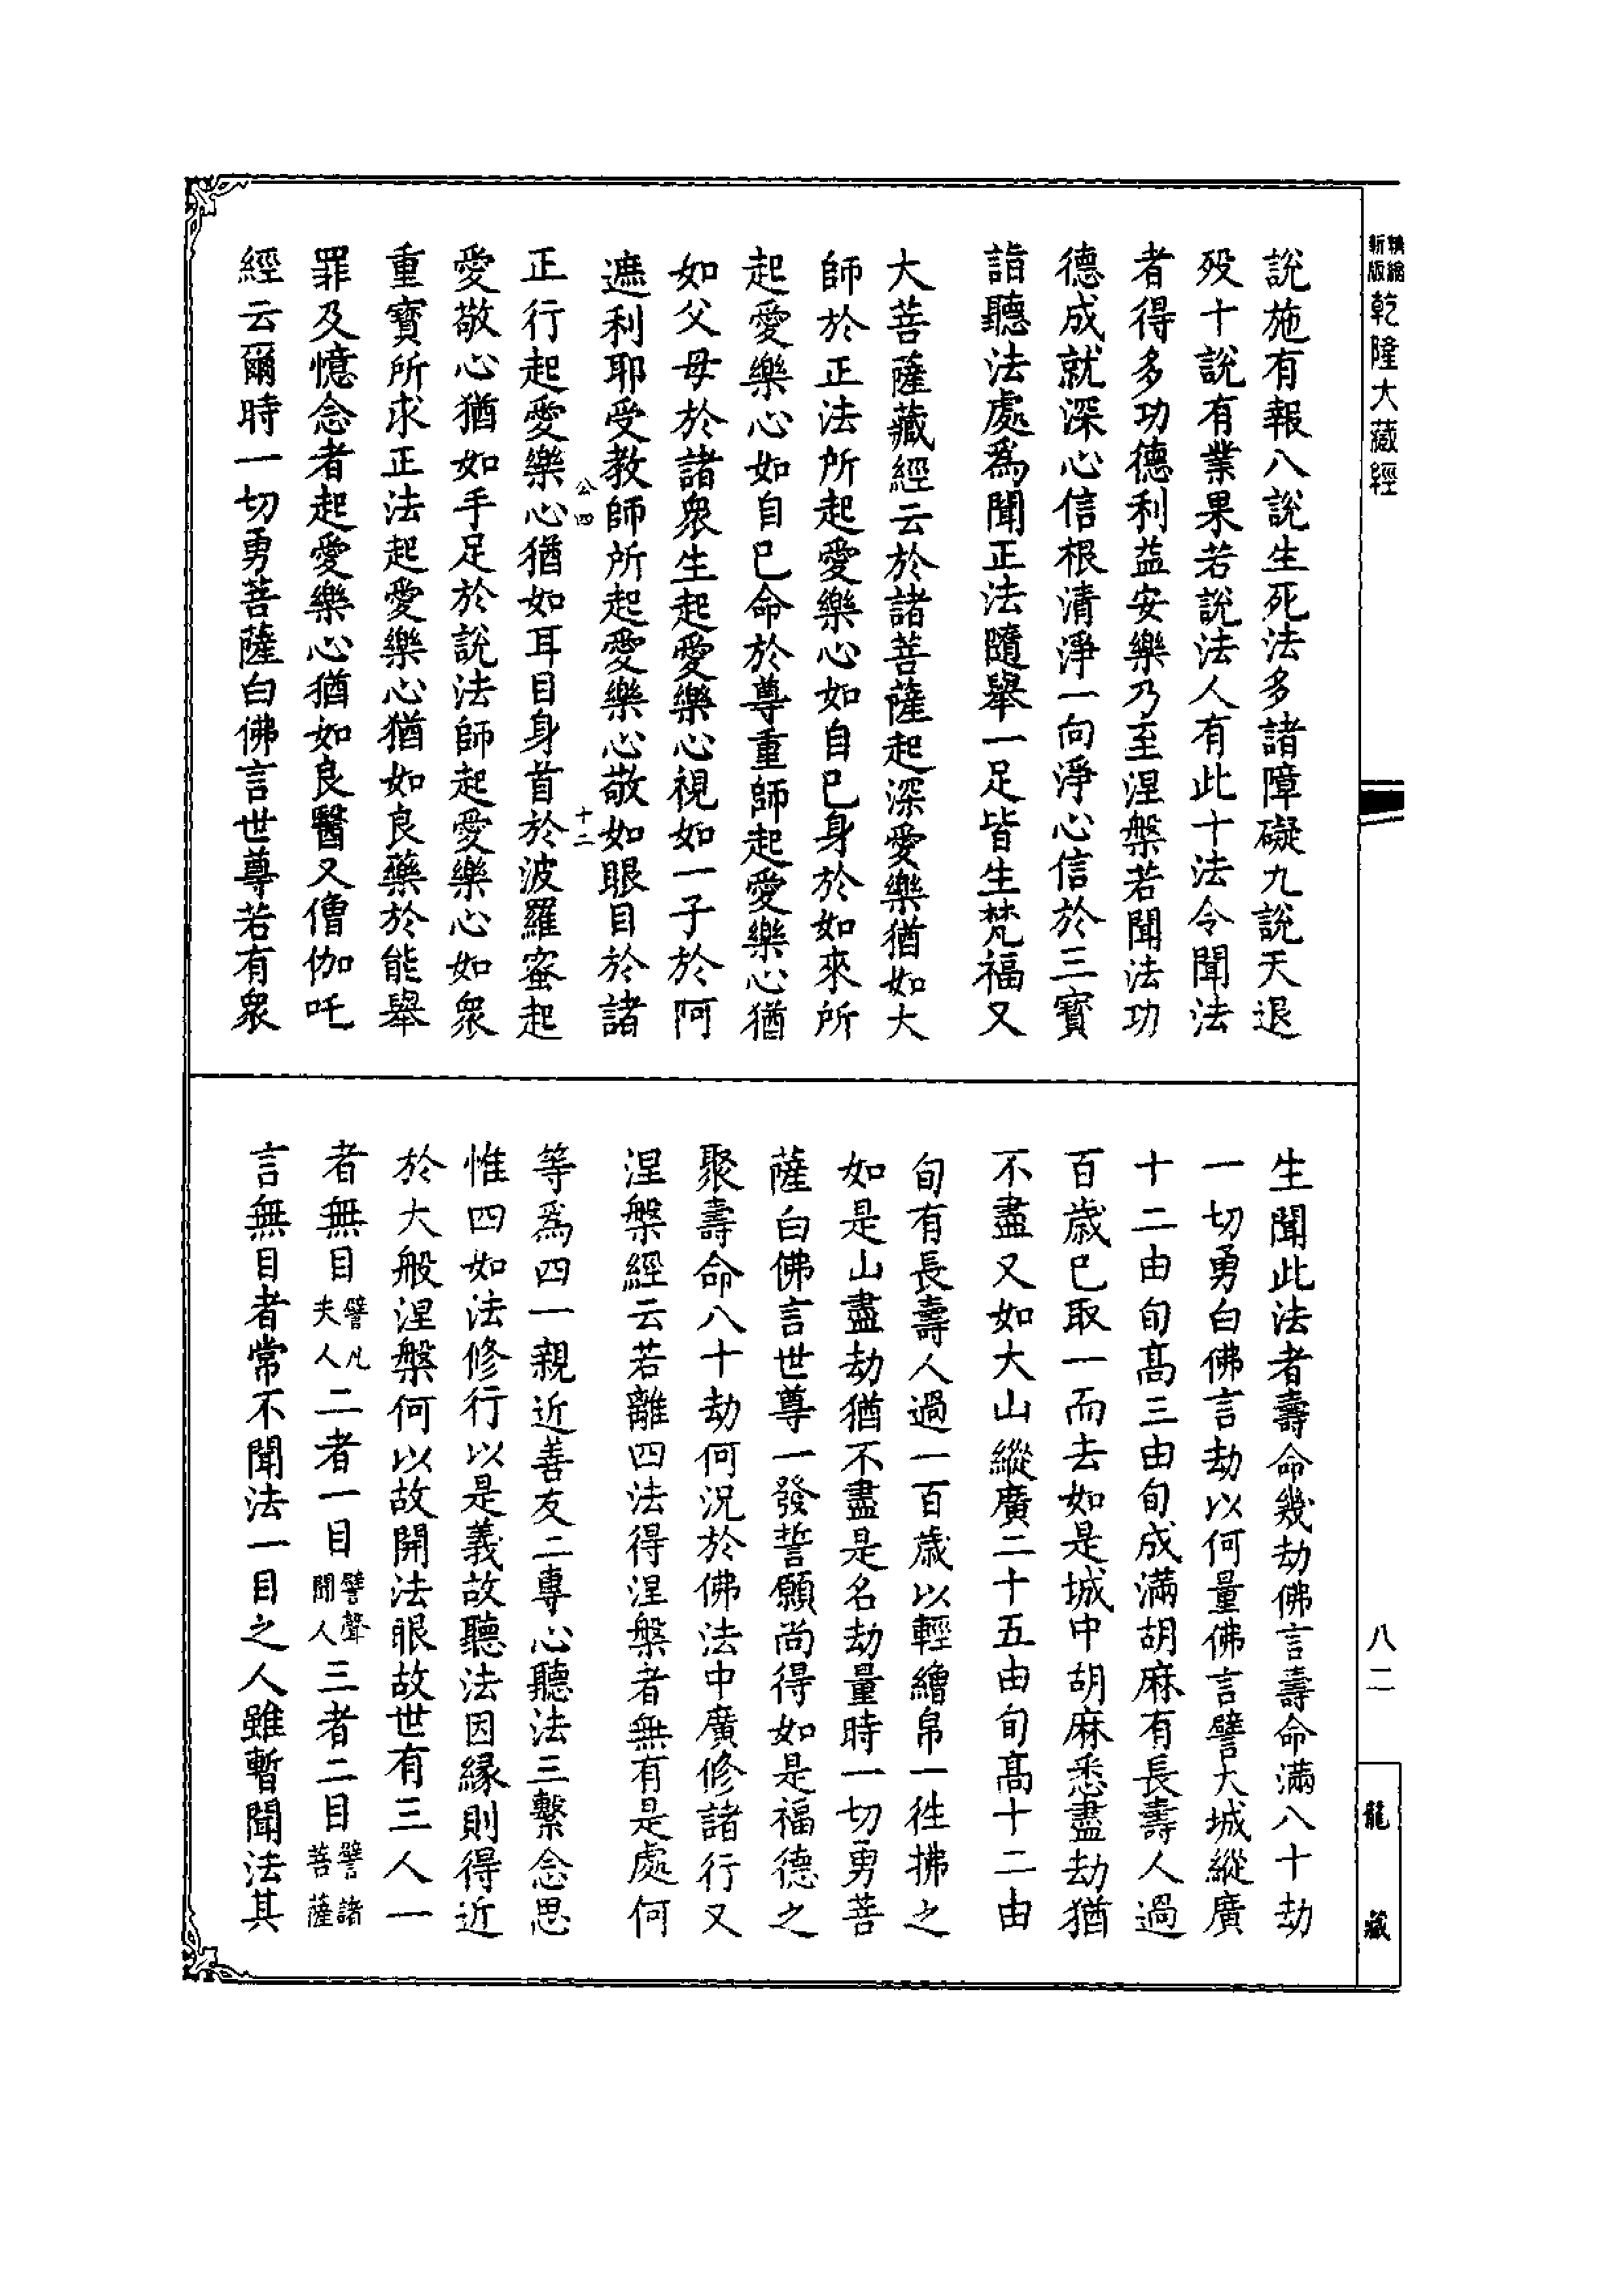 精縮
新版
乾隆大藏經
說施有報八說生死法多諸障礙九說天退
歿十說有業果若說法人有此十法令聞法
者得多功德利益安樂乃至涅槃若聞法功
德成就深心信根清淨一向淨心信於三寶
詣聽法處爲聞正法隨舉一足皆生梵福又
大菩薩藏經云於諸菩薩起深愛樂猶如大
師於正法所起愛樂心如自已身於如來所
起愛樂心如自已命於尊重師起愛樂心猶
如父母於諸衆生起愛樂心視如一子於阿
遮利耶受教師所起愛樂心敬如眼目於諸
公四
十二
正行起愛樂心猶如耳目身首於波羅蜜起
愛敬心猶如手足於說法師起愛樂心如衆
重寶所求正法起愛樂心猶如良藥於能舉
罪及憶念者起愛樂心猶如良醫又僧伽吒
經云爾時一切勇菩薩白佛言世尊若有衆
生聞此法者壽命幾劫佛言壽命滿八十劫
一切勇白佛言劫以何量佛言譬大城縱廣
十二由旬高三由旬成滿胡麻有長壽人過
百歲已取一而去如是城中胡麻悉盡劫猶
不盡又如大山縱廣二十五由旬高十二由
旬有長壽人過一百歲以輕繒帛一徃拂之
如是山盡劫猶不盡是名劫量時一切勇菩
薩白佛言世尊一發誓願尚得如是福德之
聚壽命八十劫何況於佛法中廣修諸行又
涅槃經云若離四法得涅槃者無有是處何
等爲四一親近善友二專心聽法三繫念思
惟四如法修行以是義故聽法因緣則得近
於大般涅槃何以故開法眼故世有三人一
者無目譬凡夫人二者一目譬聲聞人三者二目譬諸菩薩
言無目者常不聞法一目之人雖暫聞法其
八二
龍藏